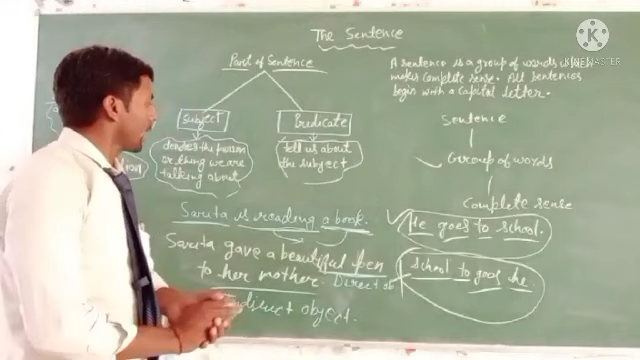 The Sentence
Part of Sentence
Subject
Predicate
denotes the person
or thing we are
talking about
tell us about
the subject
Sarita is reading a book.
Sarita gave a beautiful pen
to her mother
Direct ob
indirect object.
A sentence is a group of words which
makes complete sense. All sentences
begin with a capital letter.
Sentence
Group of words
Complete sense
He goes to school.
School to goes he.
KINEMASTER